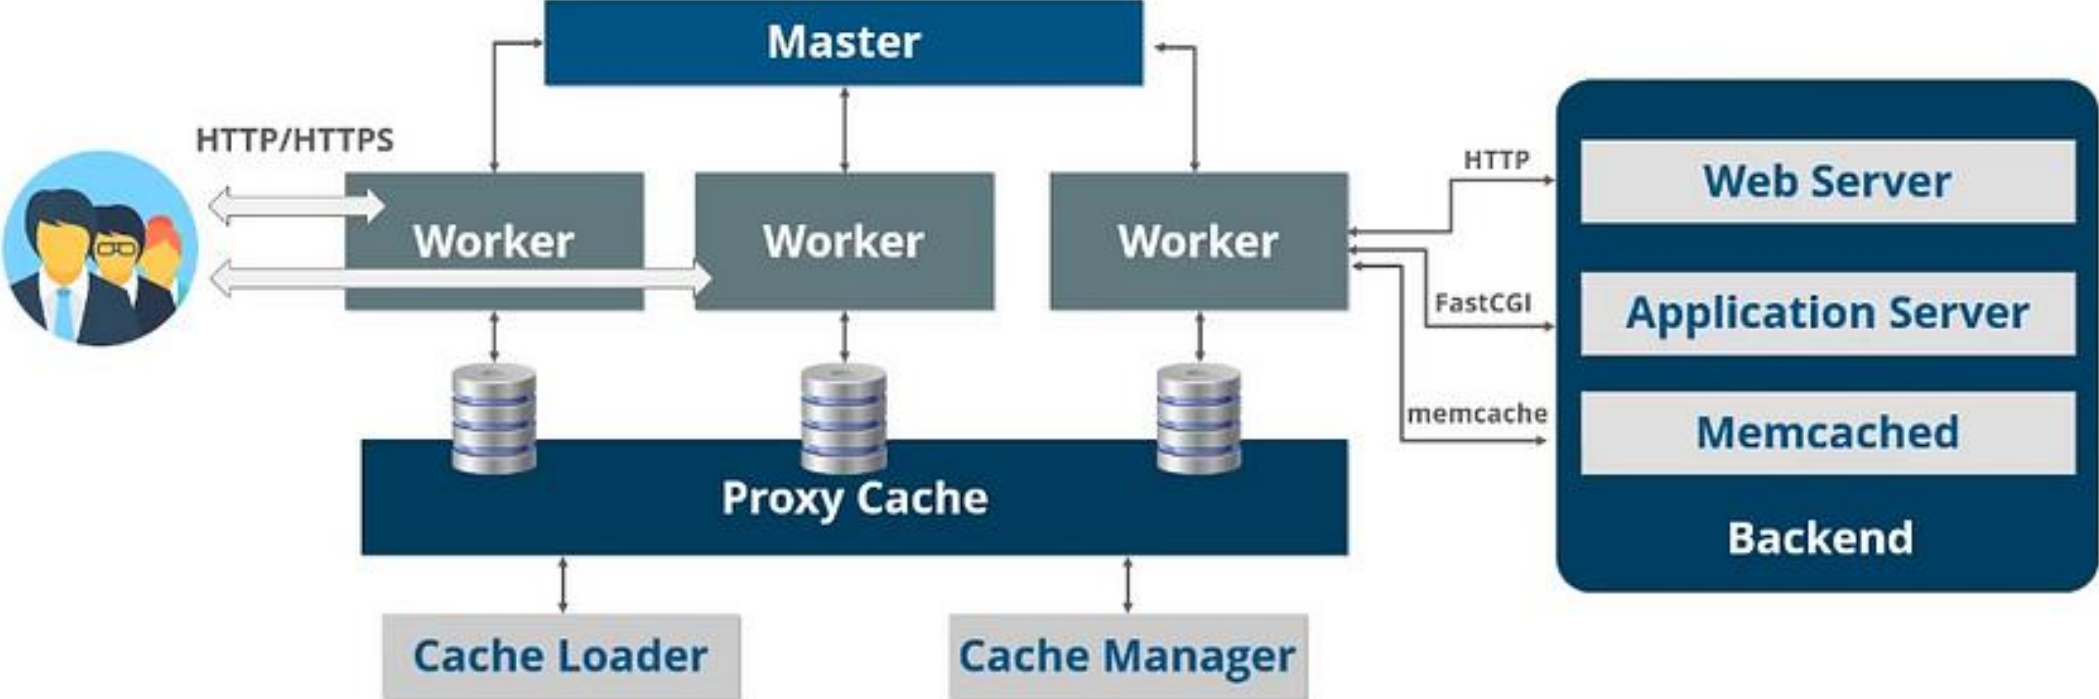 Master
HTTP/HTTPS
Worker
Worker
Worker
HTTP
Web Server
FastCGI
Application Server
memcache
Memcached
Backend
Proxy Cache
Cache Loader
Cache Manager